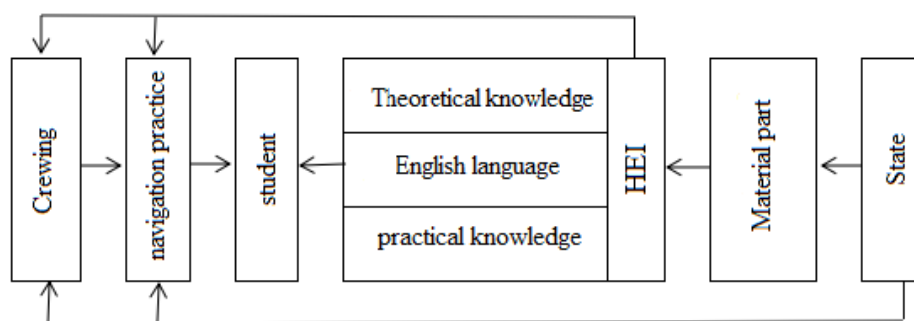 Crewing
navigation practice
student
Theoretical knowledge
English language
practical knowledge
HEI
Material part
State